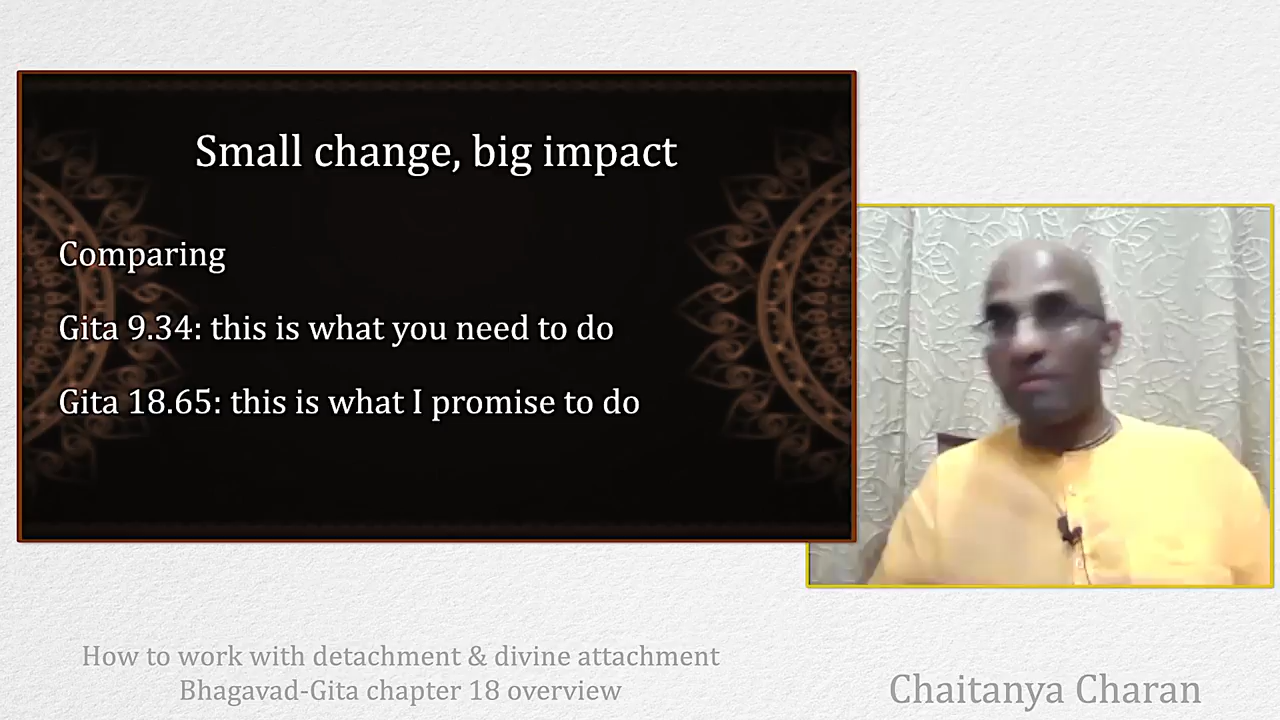 Small change, big impact
Comparing
Gita 9.34: this is what you need to do
Gita 18.65: this is what I promise to do
How to work with detachment & divine attachment
Bhagavad-Gita chapter 18 overview
Chaitanya Charan